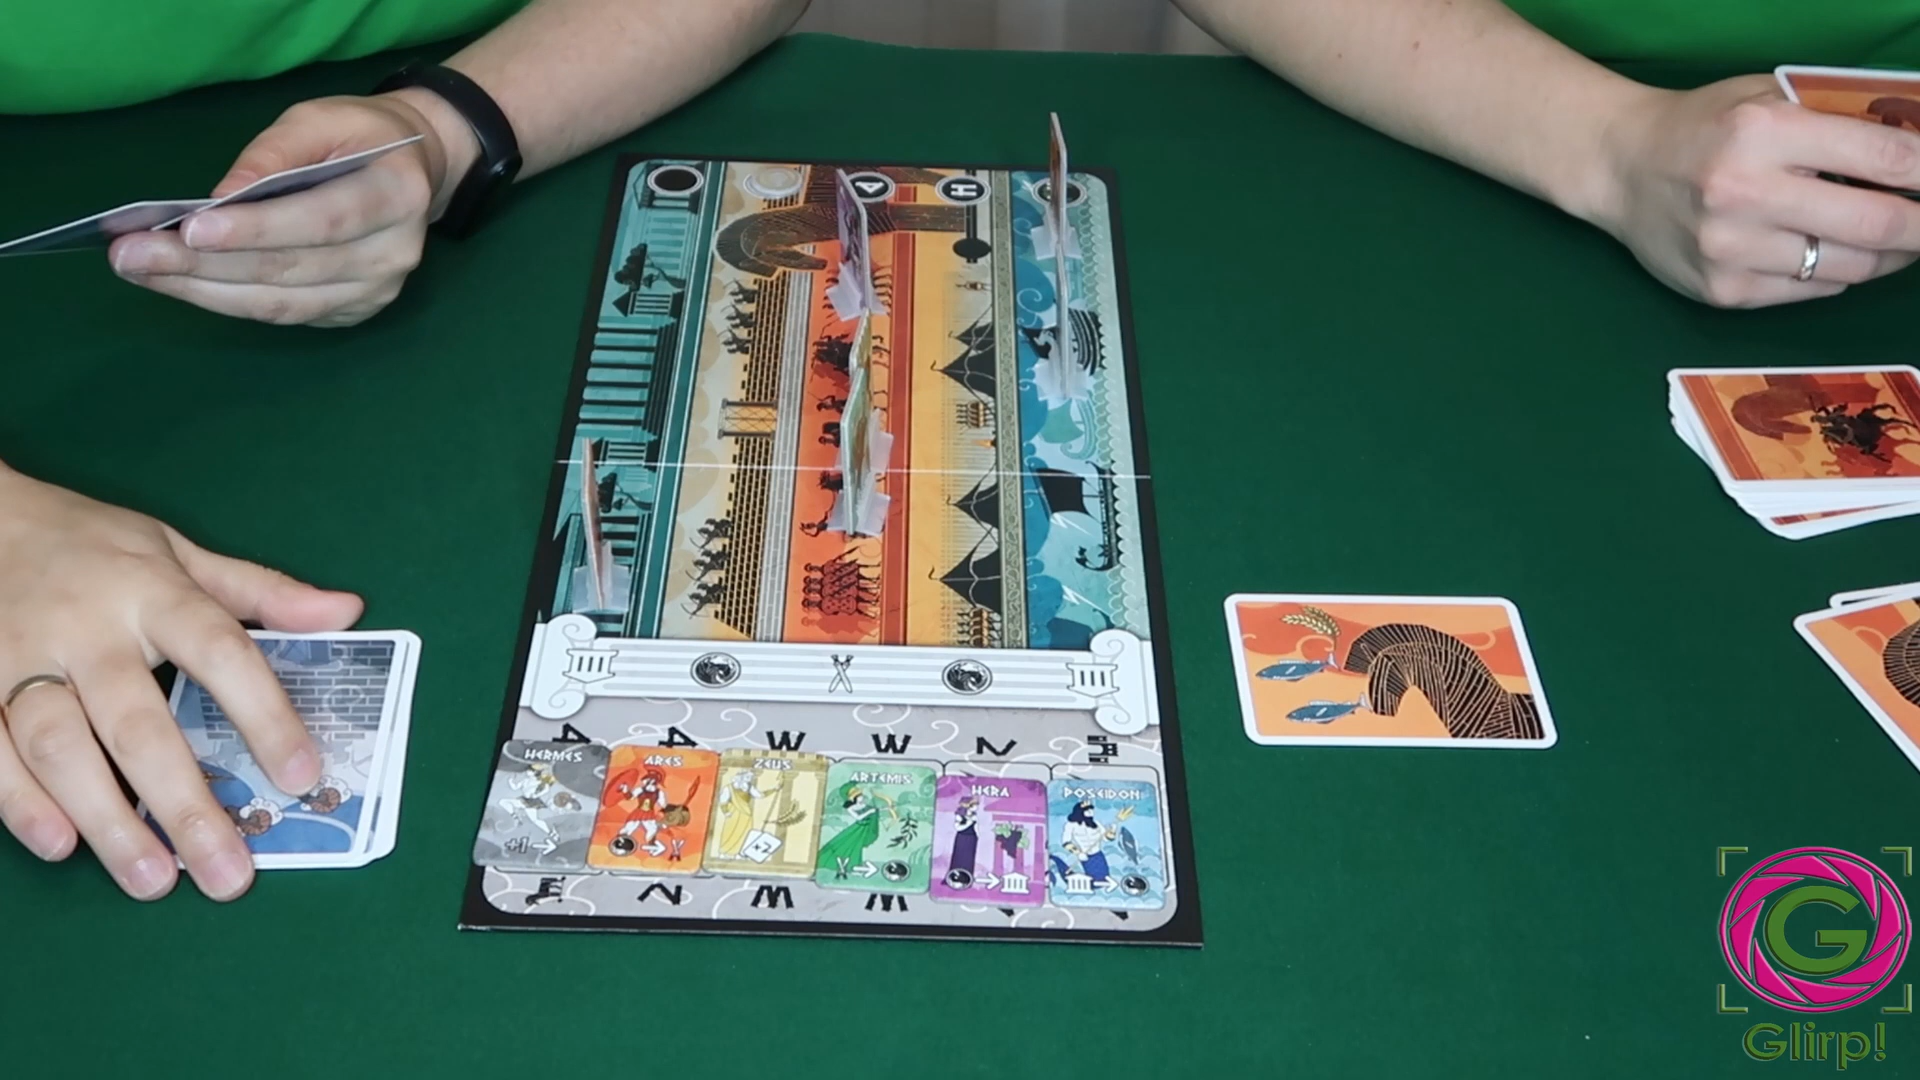 HERMES
+1
ARES
ZEUS
+2
ARTEMIS
HERA
POSEIDON
G
Glirp!